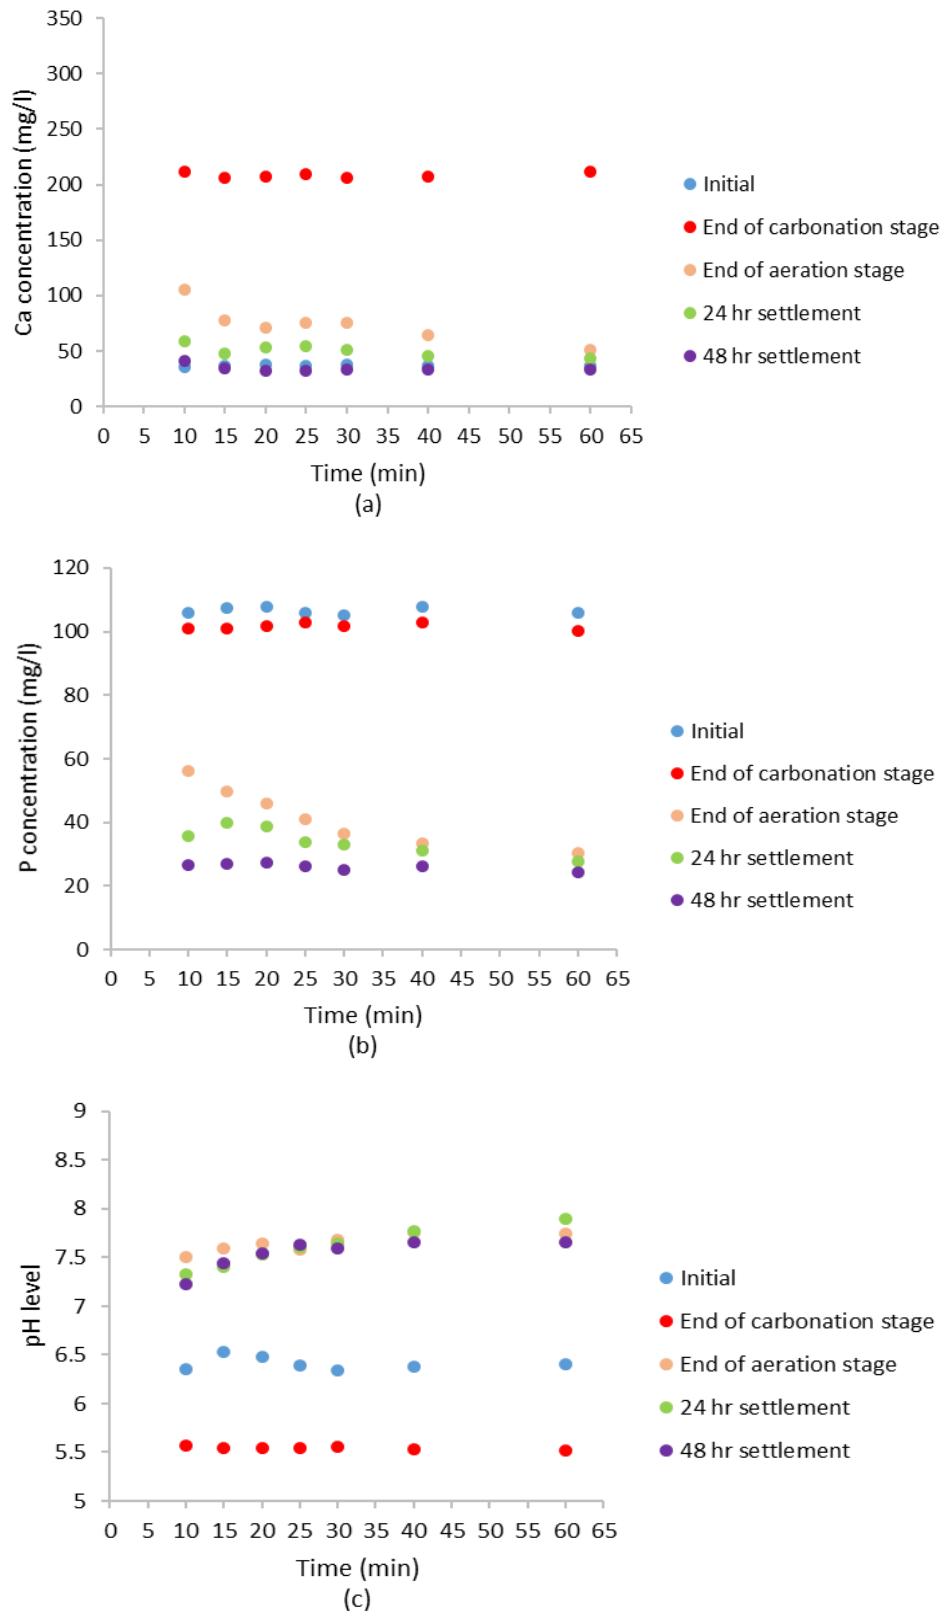 350
300
250
200
150
100
50
0
Ca concentration (mg/l)
0 5 10 15 20 25 30 35 40 45 50 55 60 65
Time (min)
(a)
Initial
End of carbonation stage
End of aeration stage
24 hr settlement
48 hr settlement
120
100
80
60
40
20
0
P concentration (mg/l)
0 5 10 15 20 25 30 35 40 45 50 55 60 65
Time (min)
(b)
Initial
End of carbonation stage
End of aeration stage
24 hr settlement
48 hr settlement
9
8.5
8
7.5
7
6.5
6
5.5
5
pH level
0 5 10 15 20 25 30 35 40 45 50 55 60 65
Time (min)
(c)
Initial
End of carbonation stage
End of aeration stage
24 hr settlement
48 hr settlement